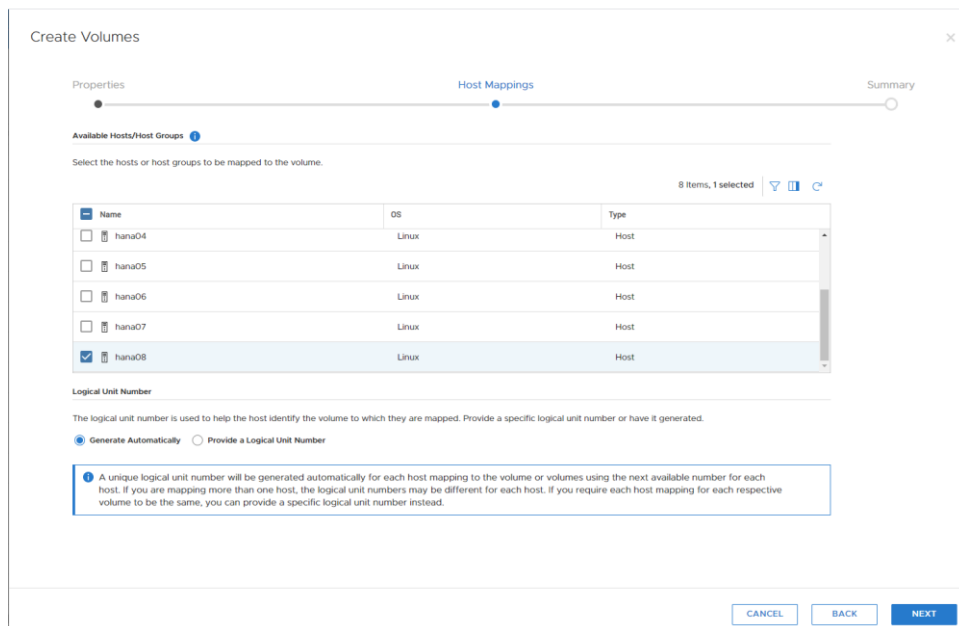 Create Volumes
Properties
Host Mappings
Summary
Available Hosts/Host Groups
Select the hosts or host groups to be mapped to the volume.
8 Items, 1 selected
Name OS Type
hana04 Linux Host
hana05 Linux Host
hana06 Linux Host
hana07 Linux Host
hana08 Linux Host
Logical Unit Number
The logical unit number is used to help the host identify the volume to which they are mapped. Provide a specific logical unit number or have it generated.
Generate Automatically Provide a Logical Unit Number
A unique logical unit number will be generated automatically for each host mapping to the volume or volumes using the next available number for each
host. If you are mapping more than one host, the logical unit numbers may be different for each host. If you require each host mapping for each respective
volume to be the same, you can provide a specific logical unit number instead.
CANCEL BACK NEXT